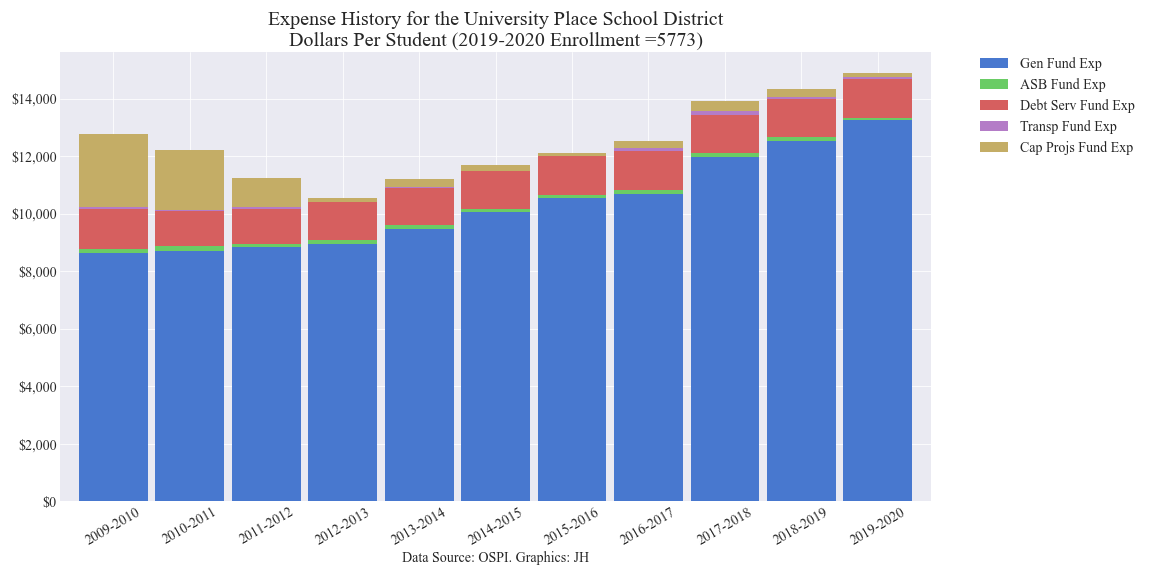 Expense History for the University Place School District
Dollars Per Student (2019-2020 Enrollment =5773)
Gen Fund Exp
ASB Fund Exp
Debt Serv Fund Exp
Transp Fund Exp
Cap Projs Fund Exp
$14,000
$12,000
$10,000
$8,000
$6,000
$4,000
$2,000
$0
2009-2010
2010-2011
2011-2012
2012-2013
2013-2014
2014-2015
2015-2016
2016-2017
2017-2018
2018-2019
2019-2020
Data Source: OSPI. Graphics: JH